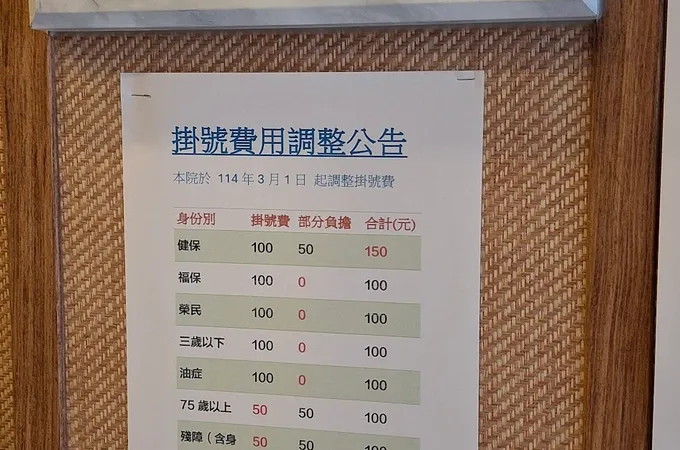 掛號費用調整公告
本院於 114 年 3 月 1 日 起調整掛號費
身份別 掛號費 部分負擔 合計(元)
健保 100 50 150
福保 100 0 100
榮民 100 0 100
三歲以下 100 0 100
油症 100 0 100
75 歲以上 50 50 100
殘障（含身 50 50 100